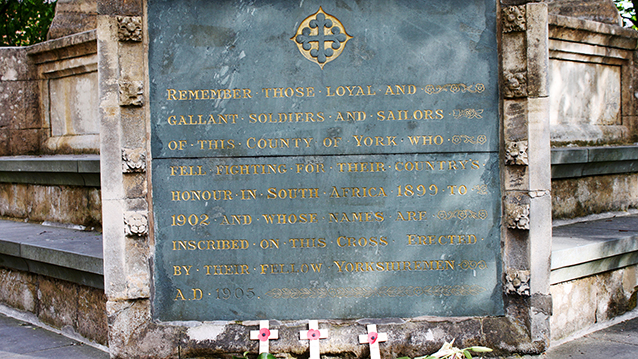 REMEMBER · THOSE · LOYAL · AND
GALLANT · SOLDIERS · AND · SAILORS
OF · THIS · COUNTY · OF · YORK · WHO
FELL · FIGHTING · FOR · THEIR · COUNTRY'S
HONOUR · IN · SOUTH · AFRICA · 1899 · TO
1902 · AND · WHOSE · NAMES · ARE
INSCRIBED · ON · THIS · CROSS · ERECTED
BY · THEIR · FELLOW · YORKSHIREMEN
A.D. 1905